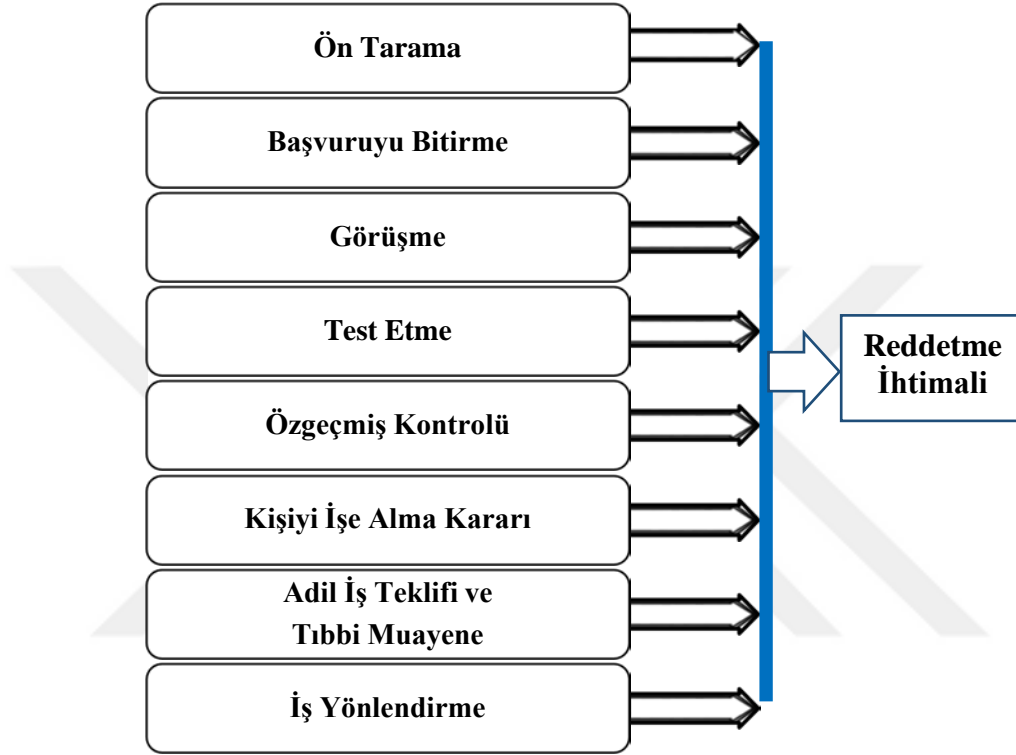 Ön Tarama
Başvuruyu Bitirme
Görüşme
Test Etme
Özgeçmiş Kontrolü
Kişiyi İşe Alma Kararı
Adil İş Teklifi ve
Tıbbi Muayene
İş Yönlendirme
Reddetme
İhtimali